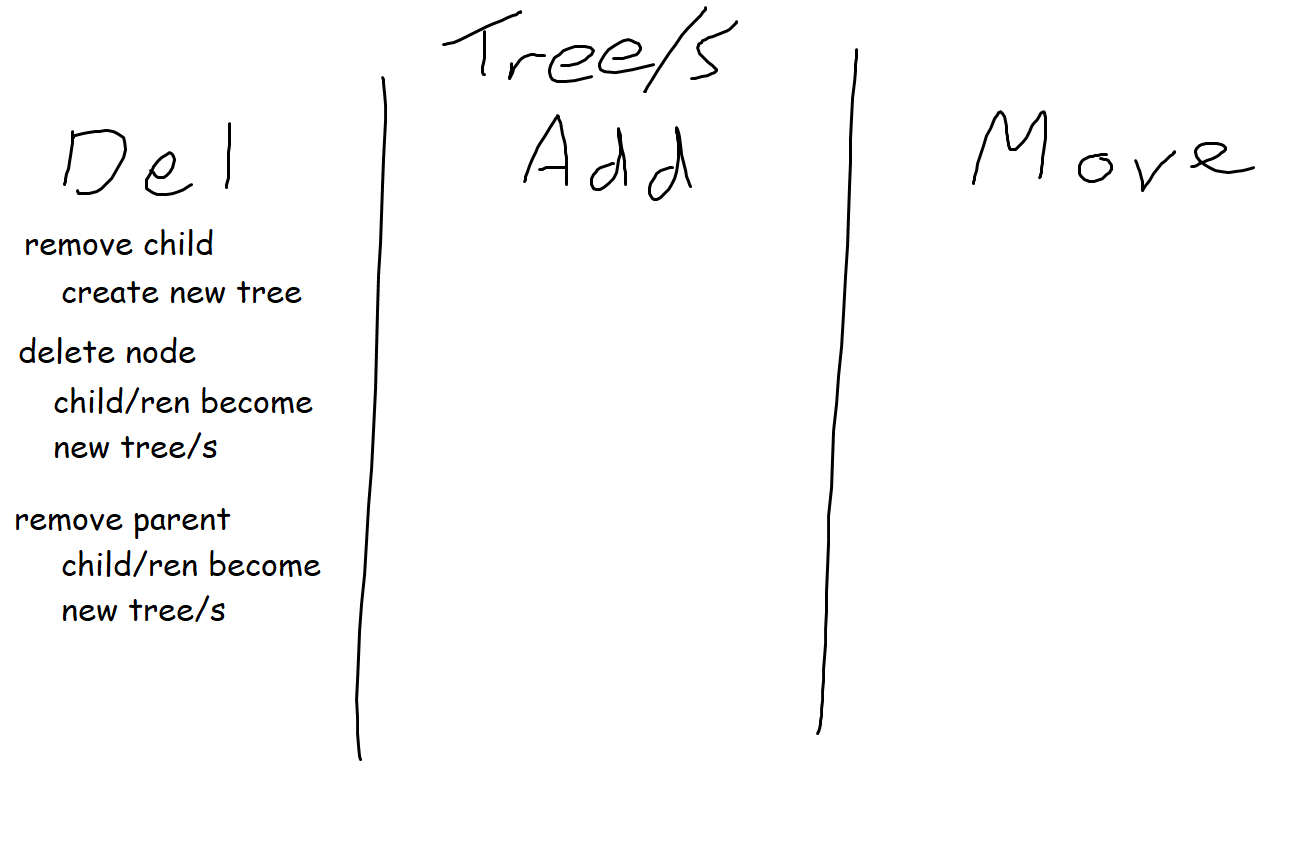 Tree/s
Del
Add
Move
remove child
create new tree
delete node
child/ren become
new tree/s
remove parent
child/ren become
new tree/s